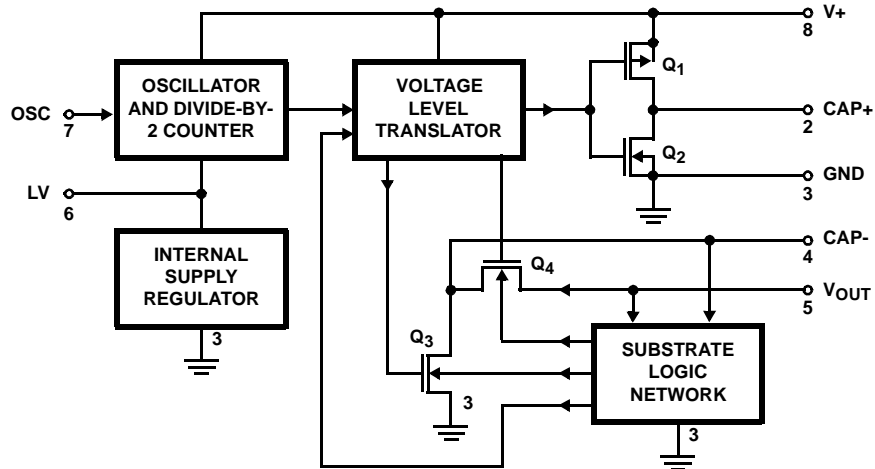 V+
8
OSCILLATOR
AND DIVIDE-BY-
2 COUNTER
VOLTAGE
LEVEL
TRANSLATOR
Q1
OSC
7
CAP+
2
Q2
GND
3
LV
6
CAP-
4
INTERNAL
SUPPLY
REGULATOR
Q4
VOUT
5
3
Q3
SUBSTRATE
LOGIC
NETWORK
3
3